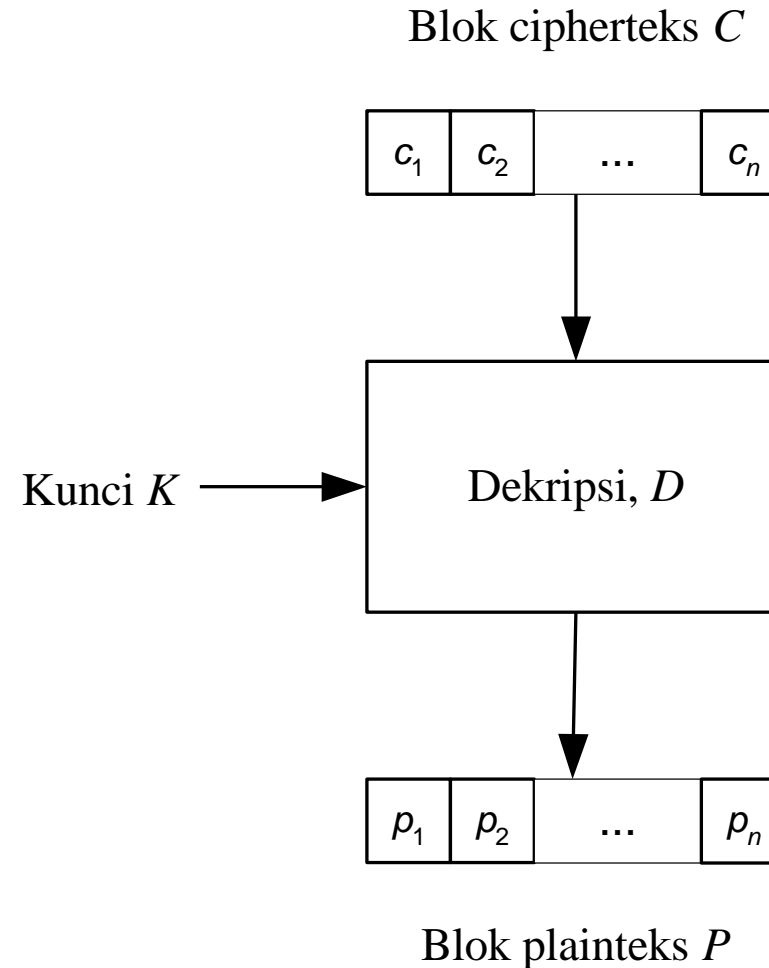 Blok cipherteks C
c₁ c₂ ... cₙ
Kunci K
Dekripsi, D
p₁ p₂ ... pₙ
Blok plainteks P